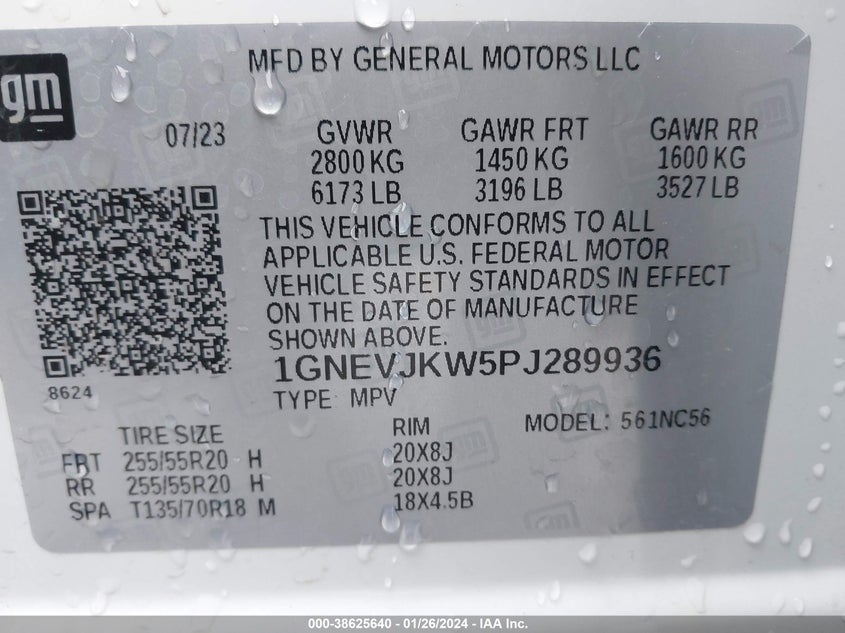 gm
MFD BY GENERAL MOTORS LLC
07/23 GVWR GAWR FRT GAWR RR
2800 KG 1450 KG 1600 KG
6173 LB 3196 LB 3527 LB
THIS VEHICLE CONFORMS TO ALL
APPLICABLE U.S. FEDERAL MOTOR
VEHICLE SAFETY STANDARDS IN EFFECT
ON THE DATE OF MANUFACTURE
SHOWN ABOVE.
1GNEVJKW5PJ289936
8624
TYPE MPV
TIRE SIZE RIM MODEL: 561NC56
FRT 255/55R20 H 20X8J
RR 255/55R20 H 20X8J
SPA T135/70R18 M 18X4.5B
000-38625640 - 01/26/2024 - IAA Inc.